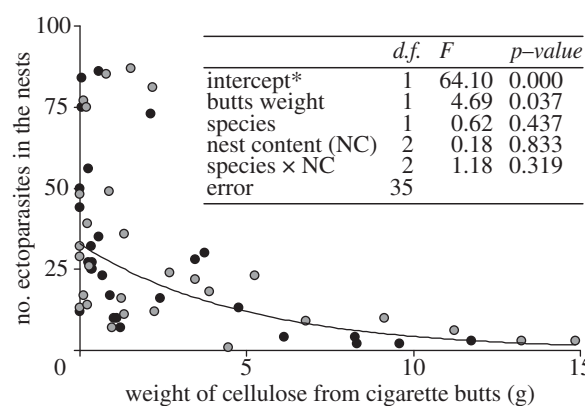 100
75
50
25
0
5
10
15
no. ectoparasites in the nests
weight of cellulose from cigarette butts (g)
d.f. F p–value
intercept* 1 64.10 0.000
butts weight 1 4.69 0.037
species 1 0.62 0.437
nest content (NC) 2 0.18 0.833
species × NC 2 1.18 0.319
error 35